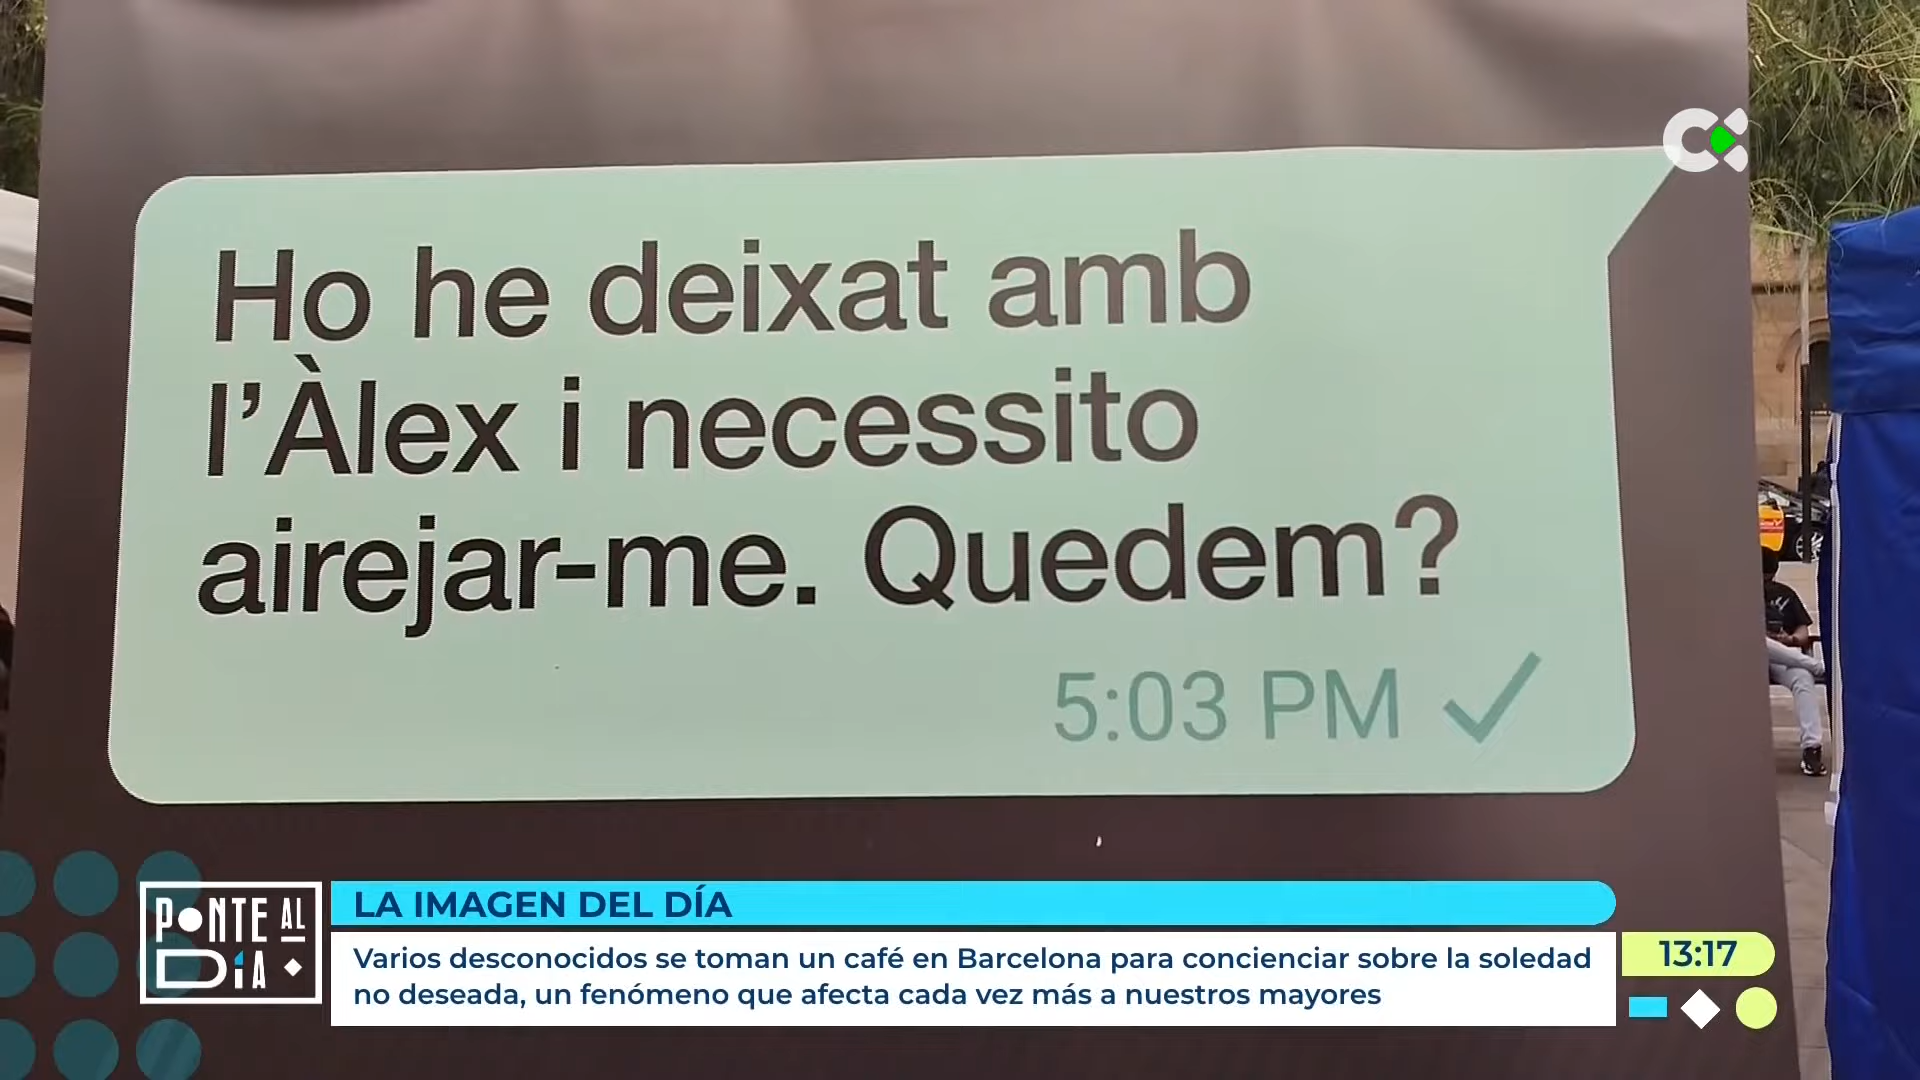 Ho he deixat amb
l’Àlex i necessito
airejar-me. Quedem?
5:03 PM
PONTE AL
DÍA
LA IMAGEN DEL DÍA
Varios desconocidos se toman un café en Barcelona para concienciar sobre la soledad
no deseada, un fenómeno que afecta cada vez más a nuestros mayores
13:17